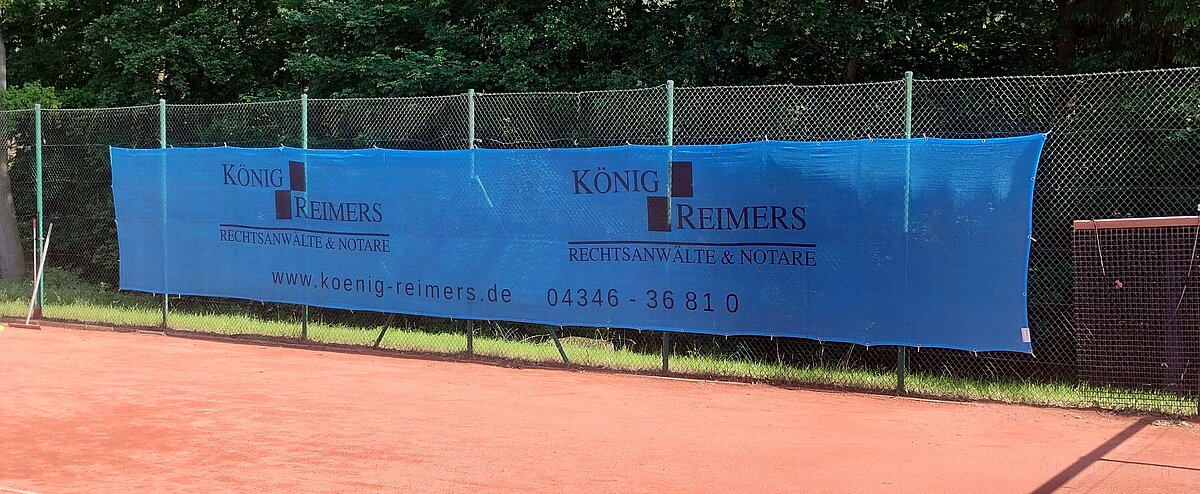 KÖNIG
REIMERS
RECHTSANWÄLTE & NOTARE
KÖNIG
REIMERS
RECHTSANWÄLTE & NOTARE
www.koenig-reimers.de 04346 - 36 81 0